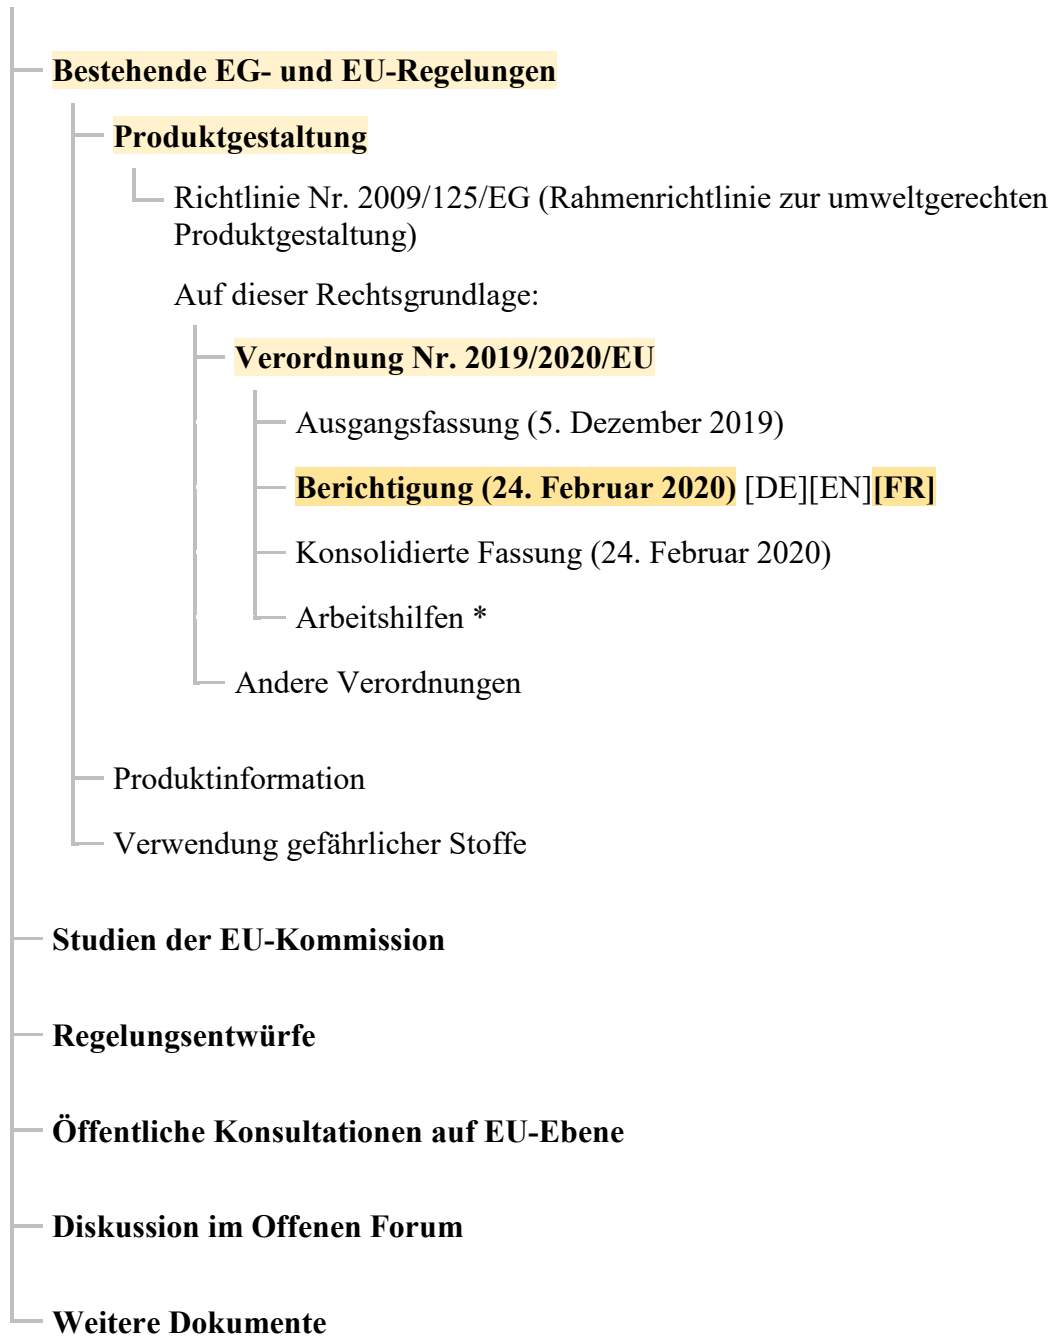 Bestehende EG- und EU-Regelungen
Produktgestaltung
Richtlinie Nr. 2009/125/EG (Rahmenrichtlinie zur umweltgerechten
Produktgestaltung)
Auf dieser Rechtsgrundlage:
Verordnung Nr. 2019/2020/EU
Ausgangsfassung (5. Dezember 2019)
Berichtigung (24. Februar 2020) [DE][EN][FR]
Konsolidierte Fassung (24. Februar 2020)
Arbeitshilfen *
Andere Verordnungen
Produktinformation
Verwendung gefährlicher Stoffe
Studien der EU-Kommission
Regelungsentwürfe
Öffentliche Konsultationen auf EU-Ebene
Diskussion im Offenen Forum
Weitere Dokumente